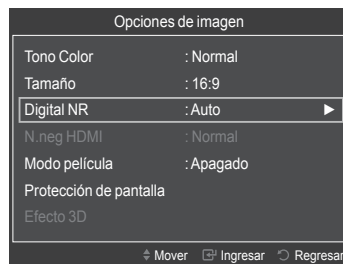 Opciones de imagen
Tono Color : Normal
Tamaño : 16:9
Digital NR : Auto ►
N.neg HDMI : Normal
Modo película : Apagado
Protección de pantalla
Efecto 3D
Mover Ingresar Regresar